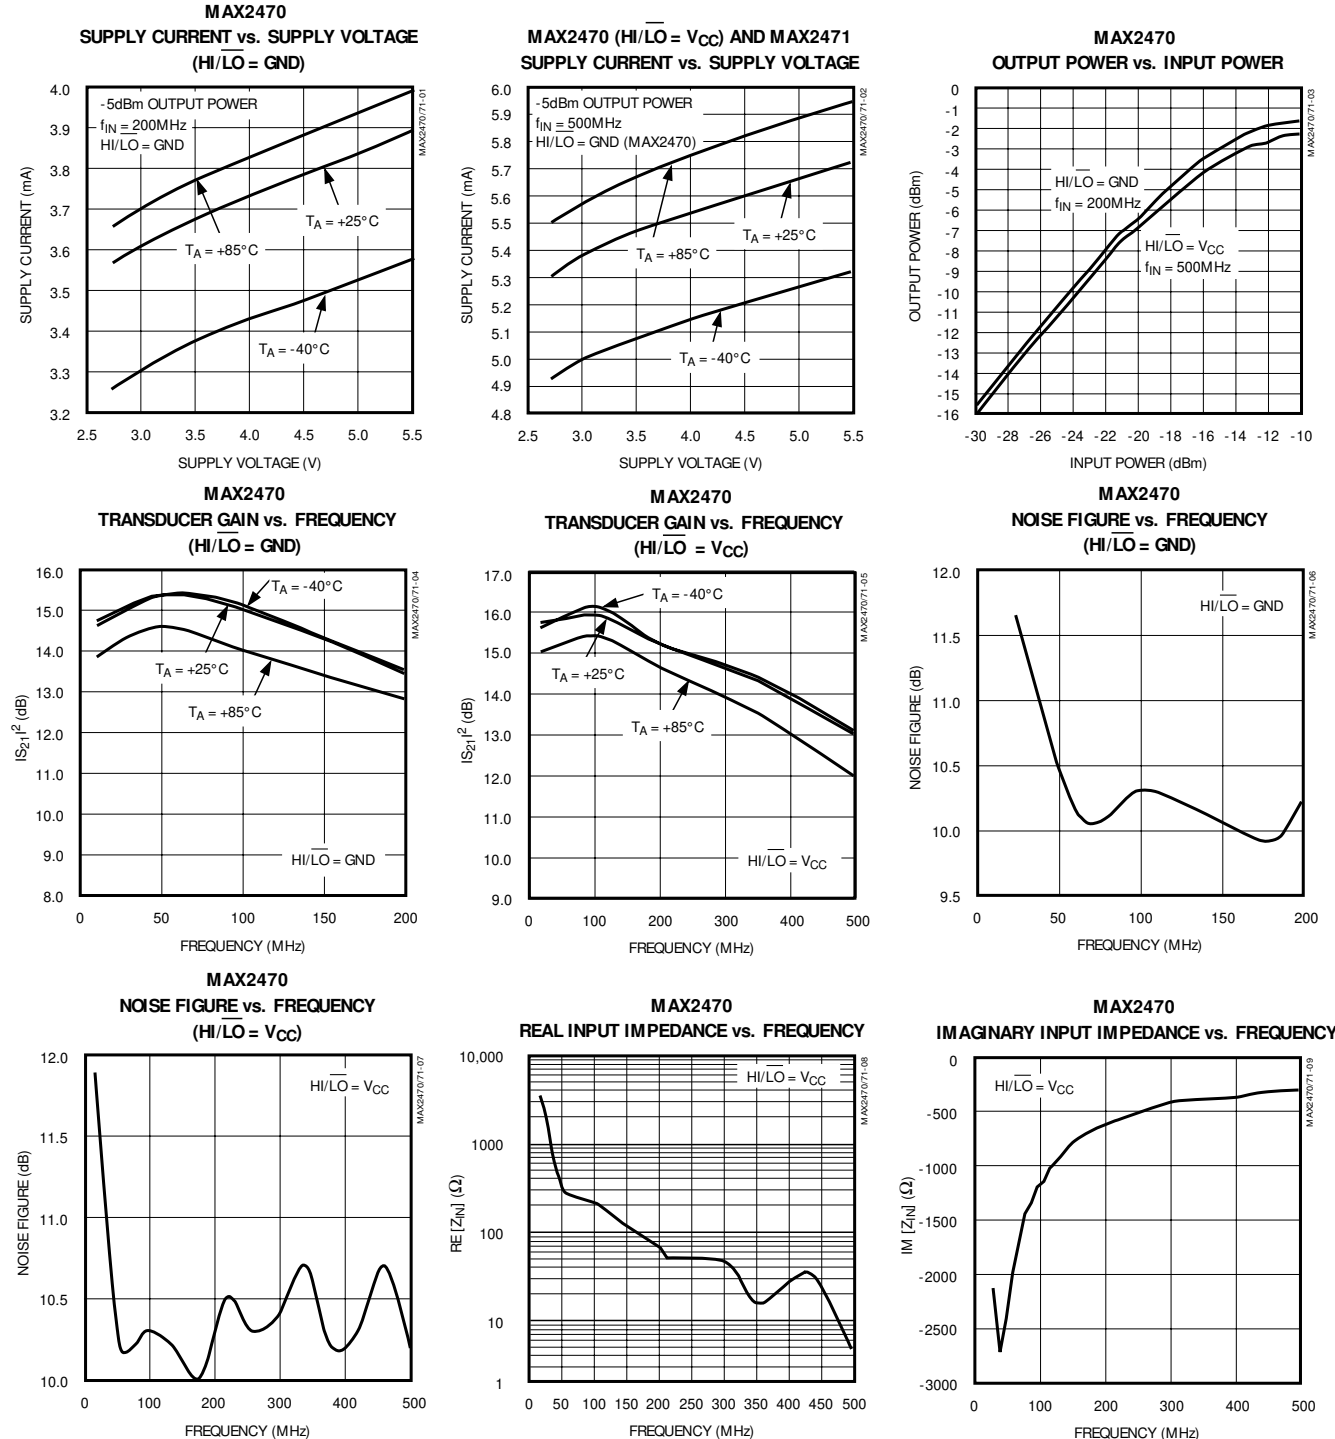 MAX2470
SUPPLY CURRENT vs. SUPPLY VOLTAGE
(HI/LO = GND)
4.0
3.9
3.8
3.7
3.6
3.5
3.4
3.3
3.2
SUPPLY CURRENT (mA)
-5dBm OUTPUT POWER
fIN = 200MHz
HI/LO = GND
TA = +25°C
TA = +85°C
TA = -40°C
MAX2470/71-01
2.5 3.0 3.5 4.0 4.5 5.0 5.5
SUPPLY VOLTAGE (V)
MAX2470 (HI/LO = VCC) AND MAX2471
SUPPLY CURRENT vs. SUPPLY VOLTAGE
6.0
5.9
5.8
5.7
5.6
5.5
5.4
5.3
5.2
5.1
5.0
4.9
4.8
SUPPLY CURRENT (mA)
-5dBm OUTPUT POWER
fIN = 500MHz
HI/LO = GND (MAX2470)
TA = +25°C
TA = +85°C
TA = -40°C
MAX2470/71-02
2.5 3.0 3.5 4.0 4.5 5.0 5.5
SUPPLY VOLTAGE (V)
MAX2470
OUTPUT POWER vs. INPUT POWER
0
-1
-2
-3
-4
-5
-6
-7
-8
-9
-10
-11
-12
-13
-14
-15
-16
OUTPUT POWER (dBm)
HI/LO = GND
fIN = 200MHz
HI/LO = VCC
fIN = 500MHz
MAX2470/71-03
-30 -28 -26 -24 -22 -20 -18 -16 -14 -12 -10
INPUT POWER (dBm)
MAX2470
TRANSDUCER GAIN vs. FREQUENCY
(HI/LO = GND)
16.0
15.0
14.0
13.0
12.0
11.0
10.0
9.0
8.0
IS21I² (dB)
TA = -40°C
TA = +25°C
TA = +85°C
HI/LO = GND
MAX2470/71-04
0 50 100 150 200
FREQUENCY (MHz)
MAX2470
TRANSDUCER GAIN vs. FREQUENCY
(HI/LO = VCC)
17.0
16.0
15.0
14.0
13.0
12.0
11.0
10.0
9.0
IS21I² (dB)
TA = -40°C
TA = +25°C
TA = +85°C
HI/LO = VCC
MAX2470/71-05
0 100 200 300 400 500
FREQUENCY (MHz)
MAX2470
NOISE FIGURE vs. FREQUENCY
(HI/LO = GND)
12.0
11.5
11.0
10.5
10.0
9.5
NOISE FIGURE (dB)
HI/LO = GND
MAX2470/71-06
0 50 100 150 200
FREQUENCY (MHz)
MAX2470
NOISE FIGURE vs. FREQUENCY
(HI/LO = VCC)
12.0
11.5
11.0
10.5
10.0
NOISE FIGURE (dB)
HI/LO = VCC
MAX2470/71-07
0 100 200 300 400 500
FREQUENCY (MHz)
MAX2470
REAL INPUT IMPEDANCE vs. FREQUENCY
10,000
1000
100
10
1
RE [ZIN] (Ω)
HI/LO = VCC
MAX2470/71-08
0 50 100 150 200 250 300 350 400 450 500
FREQUENCY (MHz)
MAX2470
IMAGINARY INPUT IMPEDANCE vs. FREQUENCY
0
-500
-1000
-1500
-2000
-2500
-3000
IM [ZIN] (Ω)
HI/LO = VCC
MAX2470/71-09
0 100 200 300 400 500
FREQUENCY (MHz)